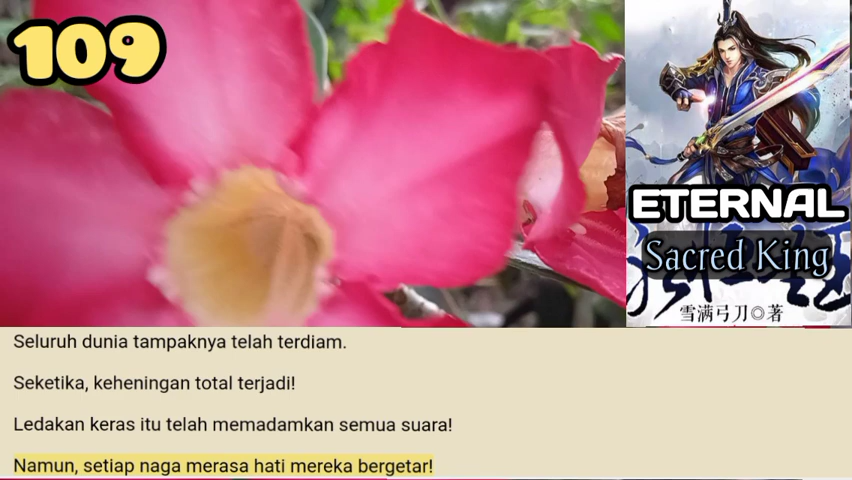 109
ETERNAL
Sacred King
雪满弓刀◎著
Seluruh dunia tampaknya telah terdiam.
Seketika, keheningan total terjadi!
Ledakan keras itu telah memadamkan semua suara!
Namun, setiap naga merasa hati mereka bergetar!